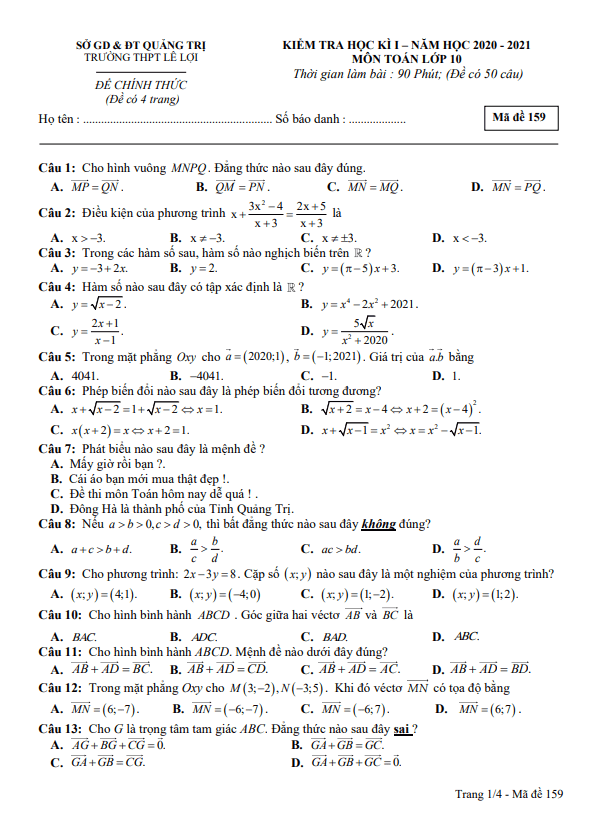 SỞ GD & ĐT QUẢNG TRỊ
TRƯỜNG THPT LÊ LỢI
ĐỀ CHÍNH THỨC
(Đề có 4 trang)
KIỂM TRA HỌC KÌ I – NĂM HỌC 2020 - 2021
MÔN TOÁN LỚP 10
Thời gian làm bài : 90 Phút; (Đề có 50 câu)
Họ tên : ............................................................ Số báo danh : ...................
Mã đề 159
Câu 1: Cho hình vuông MNPQ. Đẳng thức nào sau đây đúng.
A. $\overrightarrow{MP} = \overrightarrow{QN}$. B. $\overrightarrow{QM} = \overrightarrow{PN}$. C. $\overrightarrow{MN} = \overrightarrow{MQ}$. D. $\overrightarrow{MN} = \overrightarrow{PQ}$.
Câu 2: Điều kiện của phương trình $x + \frac{3x^2-4}{x+3} = \frac{2x+5}{x+3}$ là
A. x > −3. B. x ≠ −3. C. x ≠ ±3. D. x < −3.
Câu 3: Trong các hàm số sau, hàm số nào nghịch biến trên ℝ ?
A. y = −3 + 2x. B. y = 2. C. y = (π − 5)x + 3. D. y = (π − 3)x + 1.
Câu 4: Hàm số nào sau đây có tập xác định là ℝ ?
A. $y = \sqrt{x-2}$. B. $y = x^4 - 2x^2 + 2021$.
C. $y = \frac{2x+1}{x-1}$. D. $y = \frac{5\sqrt{x}}{x^2+2020}$.
Câu 5: Trong mặt phẳng Oxy cho $\vec{a} = (2020;1)$, $\vec{b} = (-1;2021)$. Giá trị của $\vec{a}.\vec{b}$ bằng
A. 4041. B. −4041. C. −1. D. 1.
Câu 6: Phép biến đổi nào sau đây là phép biến đổi tương đương?
A. $x + \sqrt{x-2} = 1 + \sqrt{x-2} \Leftrightarrow x = 1$. B. $\sqrt{x+2} = x - 4 \Leftrightarrow x + 2 = (x-4)^2$.
C. $x(x+2) = x \Leftrightarrow x + 2 = 1$. D. $x + \sqrt{x-1} = x^2 \Leftrightarrow x = x^2 - \sqrt{x-1}$.
Câu 7: Phát biểu nào sau đây là mệnh đề ?
A. Mấy giờ rồi bạn ?.
B. Cái áo bạn mới mua thật đẹp !.
C. Đề thi môn Toán hôm nay dễ quá ! .
D. Đông Hà là thành phố của Tỉnh Quảng Trị.
Câu 8: Nếu a > b > 0, c > d > 0, thì bất đẳng thức nào sau đây không đúng?
A. a + c > b + d. B. $\frac{a}{c} > \frac{b}{d}$. C. ac > bd. D. $\frac{a}{b} > \frac{d}{c}$.
Câu 9: Cho phương trình: 2x − 3y = 8. Cặp số (x; y) nào sau đây là một nghiệm của phương trình?
A. (x; y) = (4;1). B. (x; y) = (−4;0) C. (x; y) = (1;−2). D. (x; y) = (1;2).
Câu 10: Cho hình bình hành ABCD . Góc giữa hai véctơ $\overrightarrow{AB}$ và $\overrightarrow{BC}$ là
A. BAC. B. ADC. C. BAD. D. ABC.
Câu 11: Cho hình bình hành ABCD. Mệnh đề nào dưới đây đúng?
A. $\overrightarrow{AB} + \overrightarrow{AD} = \overrightarrow{BC}$. B. $\overrightarrow{AB} + \overrightarrow{AD} = \overrightarrow{CD}$. C. $\overrightarrow{AB} + \overrightarrow{AD} = \overrightarrow{AC}$. D. $\overrightarrow{AB} + \overrightarrow{AD} = \overrightarrow{BD}$.
Câu 12: Trong mặt phẳng Oxy cho M(3;−2), N(−3;5). Khi đó véctơ $\overrightarrow{MN}$ có tọa độ bằng
A. $\overrightarrow{MN} = (6;-7)$. B. $\overrightarrow{MN} = (-6;-7)$. C. $\overrightarrow{MN} = (-6;7)$. D. $\overrightarrow{MN} = (6;7)$.
Câu 13: Cho G là trọng tâm tam giác ABC. Đẳng thức nào sau đây sai ?
A. $\overrightarrow{AG} + \overrightarrow{BG} + \overrightarrow{CG} = \vec{0}$. B. $\overrightarrow{GA} + \overrightarrow{GB} = \overrightarrow{GC}$.
C. $\overrightarrow{GA} + \overrightarrow{GB} = \overrightarrow{CG}$. D. $\overrightarrow{GA} + \overrightarrow{GB} + \overrightarrow{GC} = \vec{0}$.
Trang 1/4 - Mã đề 159